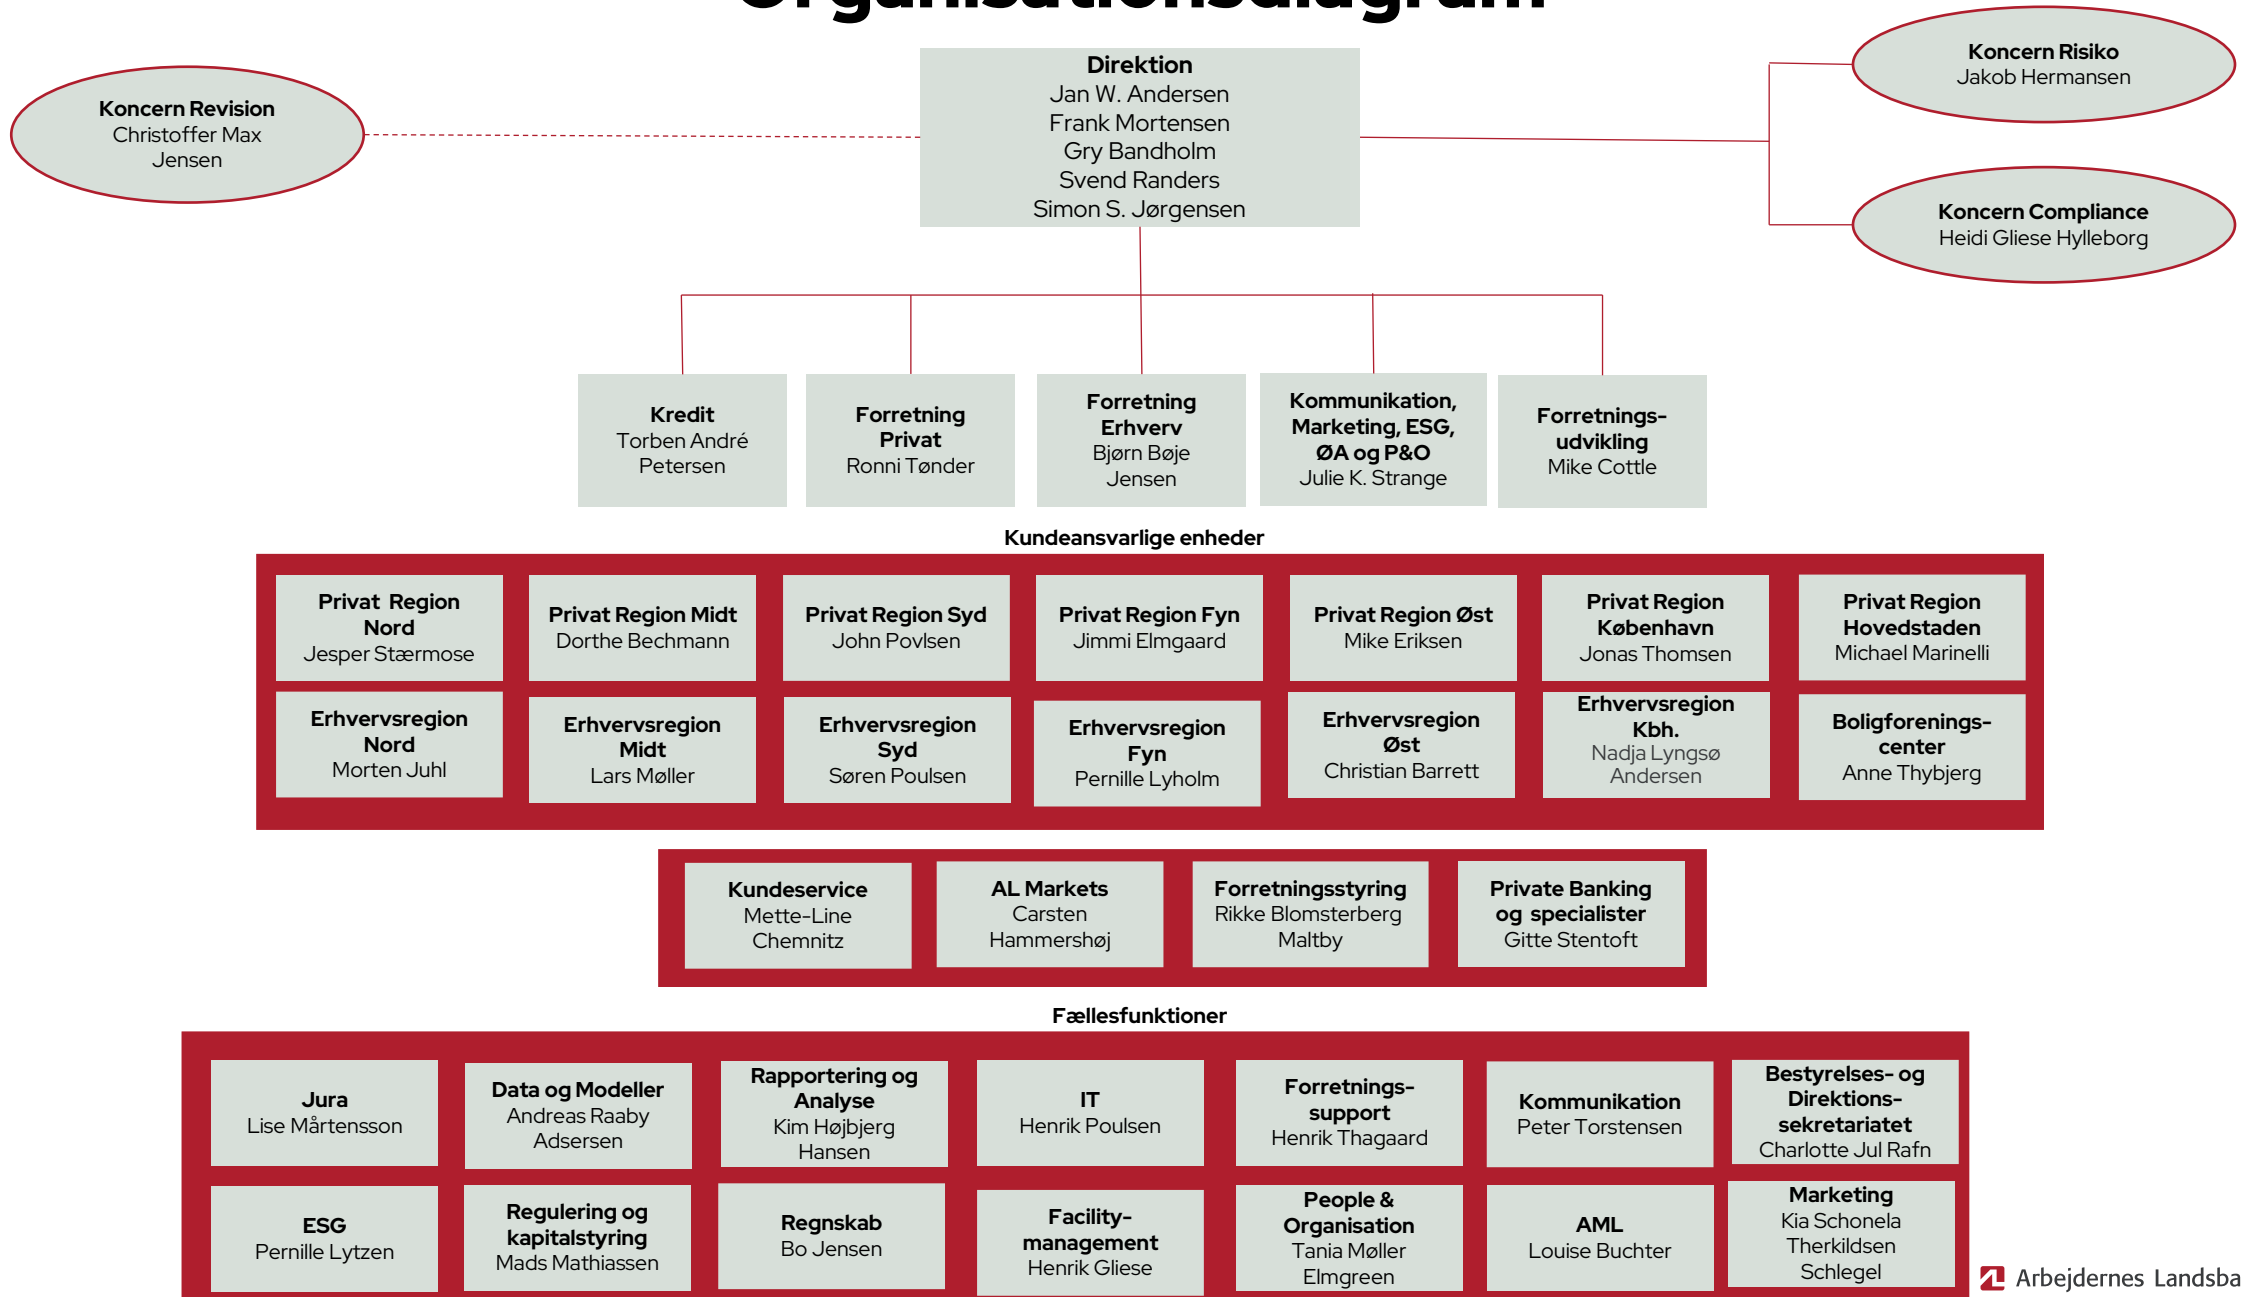 Organisationsdiagram
Koncern Revision
Christoffer Max
Jensen
Direktion
Jan W. Andersen
Frank Mortensen
Gry Bandholm
Svend Randers
Simon S. Jørgensen
Koncern Risiko
Jakob Hermansen
Koncern Compliance
Heidi Gliese Hylleborg
Kredit
Torben André
Petersen
Forretning
Privat
Ronni Tønder
Forretning
Erhverv
Bjørn Bøje
Jensen
Kommunikation,
Marketing, ESG,
ØA og P&O
Julie K. Strange
Forretnings-
udvikling
Mike Cottle
Kundeansvarlige enheder
Privat Region
Nord
Jesper Stærmose
Privat Region Midt
Dorthe Bechmann
Privat Region Syd
John Povlsen
Privat Region Fyn
Jimmi Elmgaard
Privat Region Øst
Mike Eriksen
Privat Region
København
Jonas Thomsen
Privat Region
Hovedstaden
Michael Marinelli
Erhvervsregion
Nord
Morten Juhl
Erhvervsregion
Midt
Lars Møller
Erhvervsregion
Syd
Søren Poulsen
Erhvervsregion
Fyn
Pernille Lyholm
Erhvervsregion
Øst
Christian Barrett
Erhvervsregion
Kbh.
Nadja Lyngsø
Andersen
Boligforenings-
center
Anne Thybjerg
Kundeservice
Mette-Line
Chemnitz
AL Markets
Carsten
Hammershøj
Forretningsstyring
Rikke Blomsterberg
Maltby
Private Banking
og specialister
Gitte Stentoft
Fællesfunktioner
Jura
Lise Mårtensson
Data og Modeller
Andreas Raaby
Adsersen
Rapportering og
Analyse
Kim Højbjerg
Hansen
IT
Henrik Poulsen
Forretnings-
support
Henrik Thagaard
Kommunikation
Peter Torstensen
Bestyrelses- og
Direktions-
sekretariatet
Charlotte Jul Rafn
ESG
Pernille Lytzen
Regulering og
kapitalstyring
Mads Mathiassen
Regnskab
Bo Jensen
Facility-
management
Henrik Gliese
People &
Organisation
Tania Møller
Elmgreen
AML
Louise Buchter
Marketing
Kia Schonela
Therkildsen
Schlegel
Arbejdernes Landsba